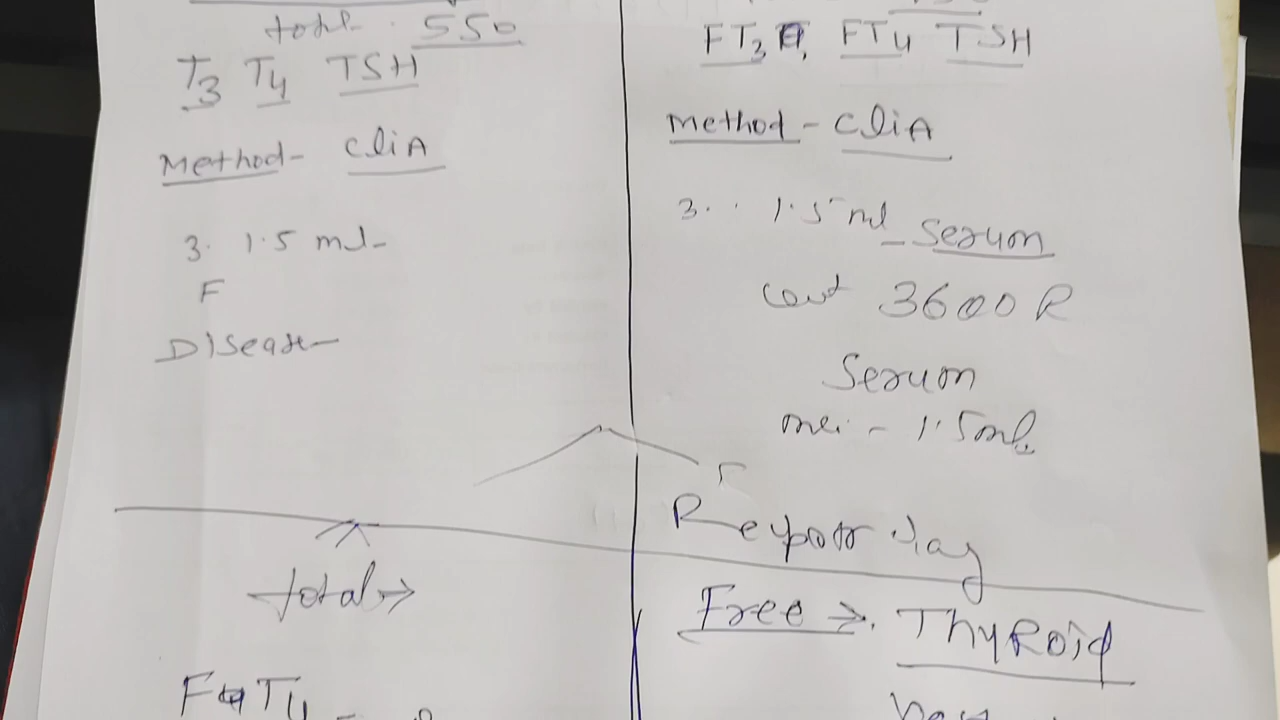 total. 550
T3 T4 TSH
Method- CliA
3. 1.5 ml-
F
Disease-
total →
FT3 FT4 TSH
method - CliA
3. 1.5 ml - Serum
3600 R
Serum
- 1.5ml.
Report
Free → Thyroid